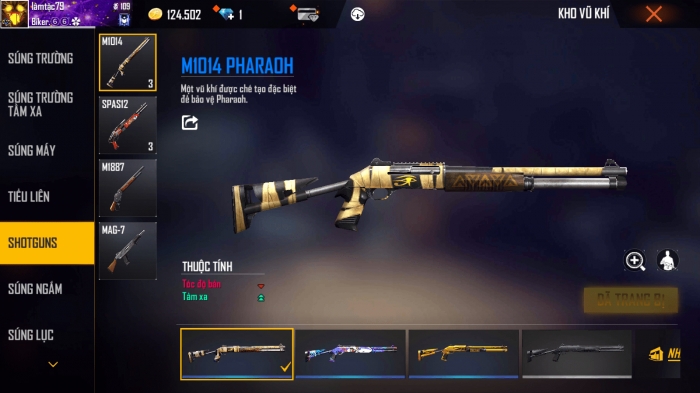 lâmtặc79
109
Biker. 6 6
124.502
1
KHO VŨ KHÍ
SÚNG TRƯỜNG
SÚNG TRƯỜNG
TẦM XA
SÚNG MÁY
TIỂU LIÊN
SHOTGUNS
SÚNG NGẮM
SÚNG LỤC
M1014
3
SPAS12
3
M1887
MAG-7
M1014 PHARAOH
Một vũ khí được chế tạo đặc biệt
để bảo vệ Pharaoh.
THUỘC TÍNH
Tốc độ bắn
Tầm xa
ĐÃ TRANG BỊ